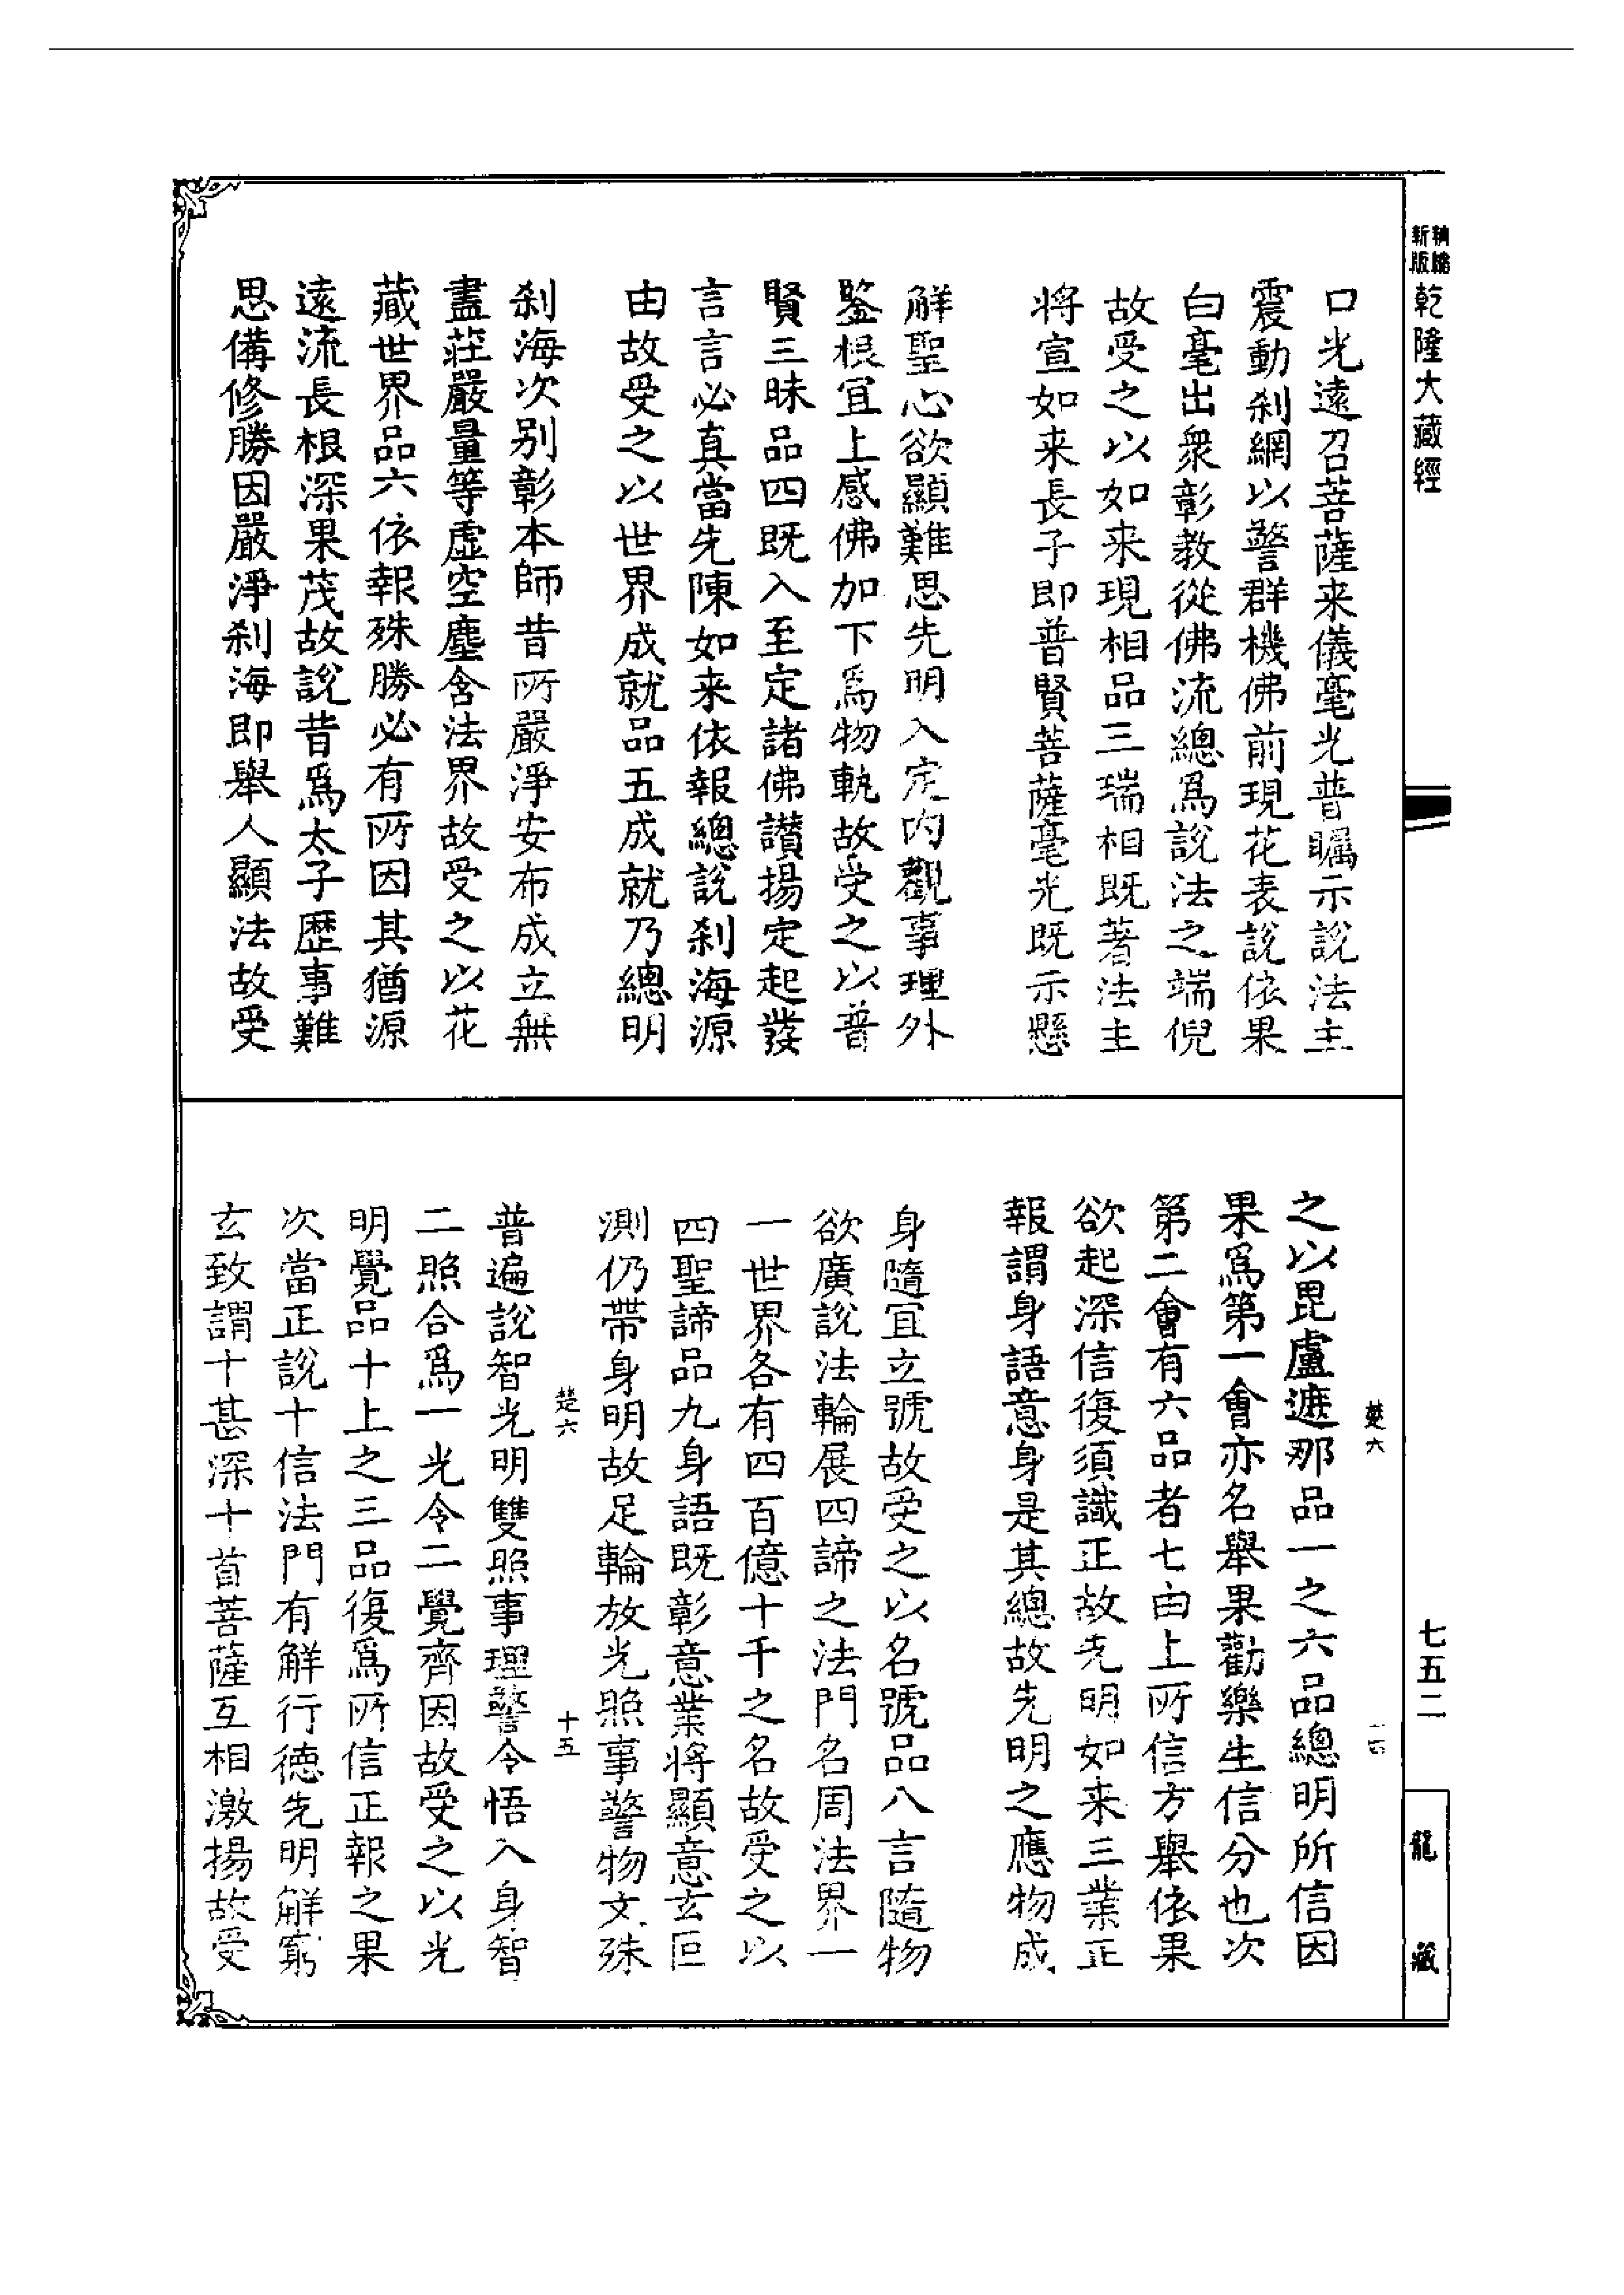 新版
乾隆大藏經
口光遠召菩薩来儀毫光普矚示說法主
震動刹網以警群機佛前現花表說依果
白毫出衆彰教從佛流總爲說法之端倪
故受之以如来現相品三瑞相既著法主
將宣如来長子即普賢菩薩毫光既示懸
解聖心欲顯難思先明入定内觀事理外
鑒根宜上感佛加下爲物軌故受之以普
賢三昧品四既入至定諸佛讃揚定起發
言言必真當先陳如来依報總說刹海源
由故受之以世界成就品五成就乃總明
刹海次別彰本師昔所嚴淨安布成立無
盡莊嚴量等虚空塵含法界故受之以花
藏世界品六依報殊勝必有所因其猶源
遠流長根深果茂故說昔爲太子歷事難
思備修勝因嚴淨刹海即舉人顯法故受
之以毘盧遮那品一之六品總明所信因
果爲第一會亦名舉果勸樂生信分也次
第二會有六品者七由上所信方舉依果
欲起深信復須識正故先明如来三業正
報謂身語意身是其總故先明之應物成
身隨宜立號故受之以名號品八言隨物
欲廣說法輪展四諦之法門名周法界一
一世界各有四百億十千之名故受之以
四聖諦品九身語既彰意業將顯意玄叵
測仍帶身明故足輪放光照事警物文殊
普遍說智光明雙照事理警令悟入身智
二照合爲一光令二覺齊因故受之以光
明覺品十上之三品復爲所信正報之果
次當正說十信法門有解行德先明解窮
玄致謂十甚深十首菩薩互相激揚故受
楚六
楚六
十五
七五二
龍藏